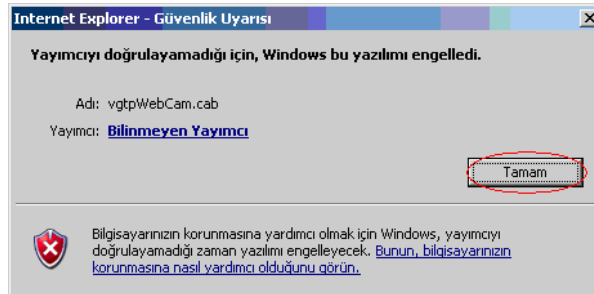 Internet Explorer - Güvenlik Uyarısı
Yayımcıyı doğrulayamadığı için, Windows bu yazılımı engelledi.
Adı: vgtpWebCam.cab
Yayımcı: Bilinmeyen Yayımcı
Tamam
Bilgisayarınızın korunmasına yardımcı olmak için Windows, yayımcıyı
doğrulayamadığı zaman yazılımı engelleyecek. Bunun, bilgisayarınızın
korunmasına nasıl yardımcı olduğunu görün.